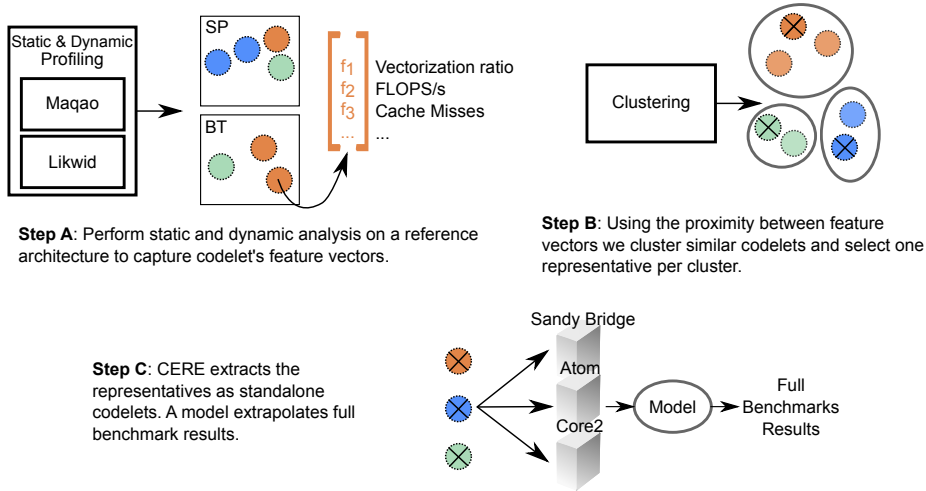 Static & Dynamic
Profiling
Maqao
Likwid
SP
BT
f1
f2
f3
...
Vectorization ratio
FLOPS/s
Cache Misses
...
Clustering
Step A: Perform static and dynamic analysis on a reference
architecture to capture codelet's feature vectors.
Step B: Using the proximity between feature
vectors we cluster similar codelets and select one
representative per cluster.
Step C: CERE extracts the
representatives as standalone
codelets. A model extrapolates full
benchmark results.
Sandy Bridge
Atom
Core2
Model
Full
Benchmarks
Results